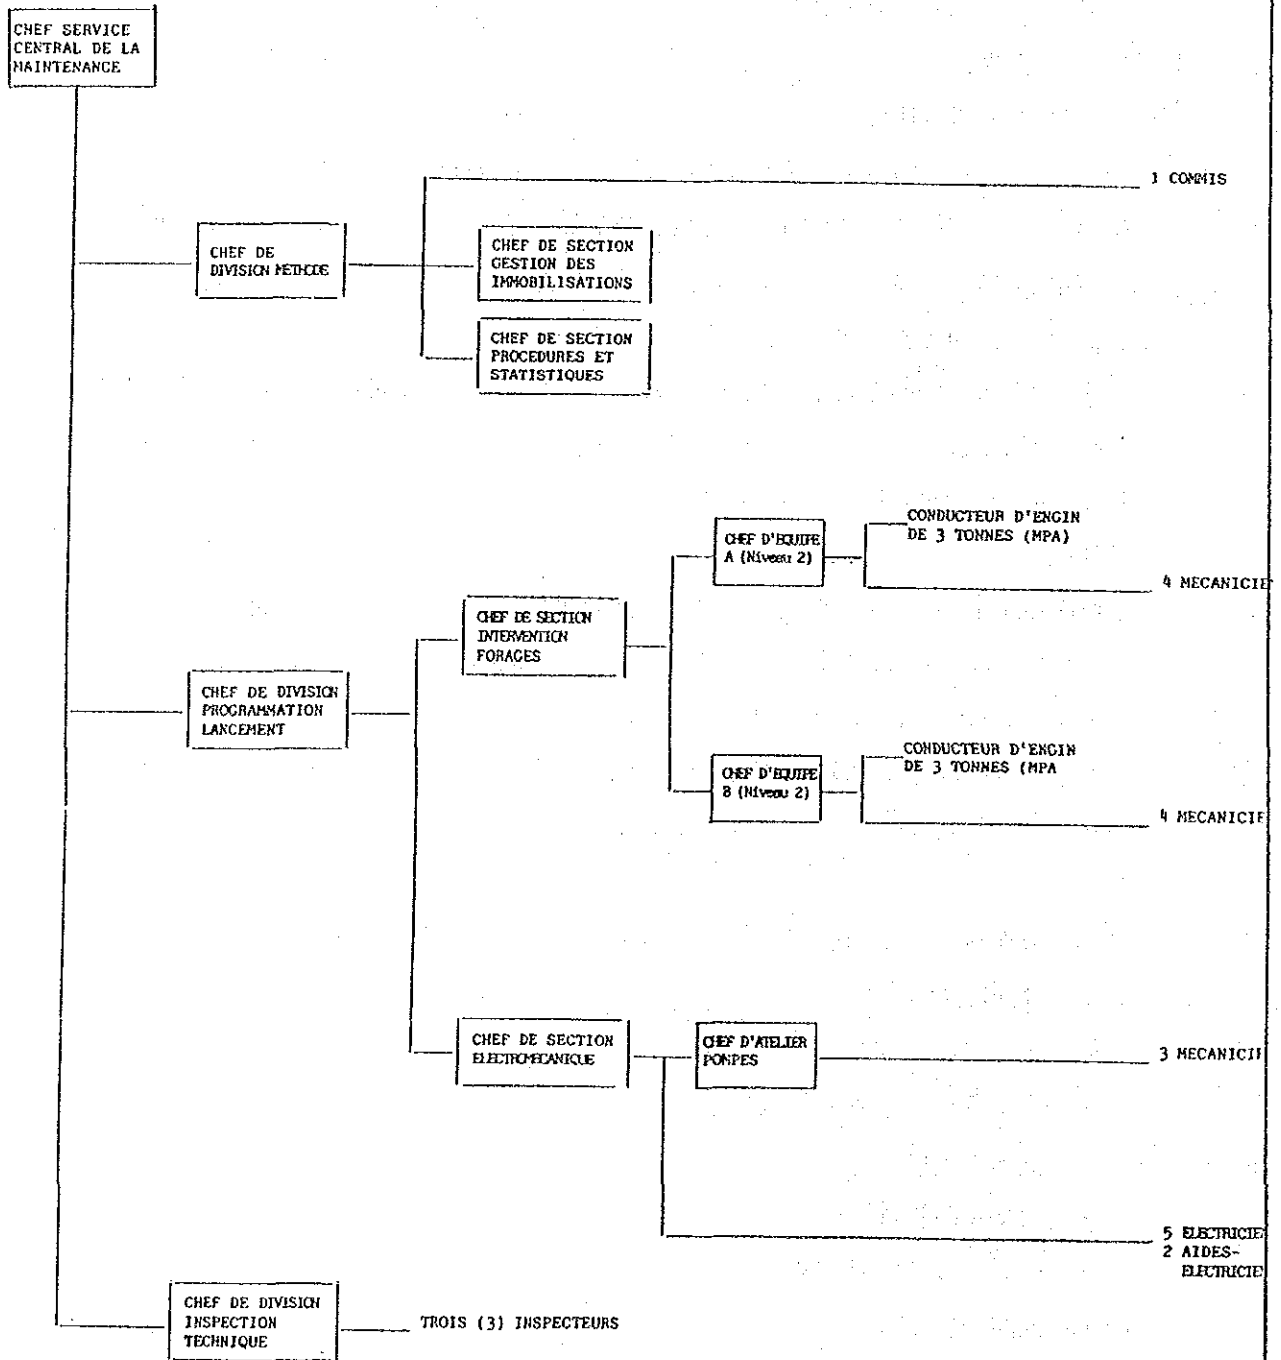 CHEF SERVICE
CENTRAL DE LA
MAINTENANCE
1 COMMIS
CHEF DE
DIVISION METHODE
CHEF DE SECTION
GESTION DES
IMMOBILISATIONS
CHEF DE SECTION
PROCEDURES ET
STATISTIQUES
CHEF D'EQUIPE
A (Niveau 2)
CONDUCTEUR D'ENGIN
DE 3 TONNES (MPA)
4 MECANICIE
CHEF DE SECTION
INTERVENTION
FORAGES
CHEF DE DIVISION
PROGRAMMATION
LANCEMENT
CHEF D'EQUIPE
B (Niveau 2)
CONDUCTEUR D'ENGIN
DE 3 TONNES (MPA
4 MECANICIE
CHEF DE SECTION
ELECTROMECANIQUE
CHEF D'ATELIER
POMPES
3 MECANICIE
5 ELECTRICIE
2 AIDES-
ELECTRICIE
CHEF DE DIVISION
INSPECTION
TECHNIQUE
TROIS (3) INSPECTEURS